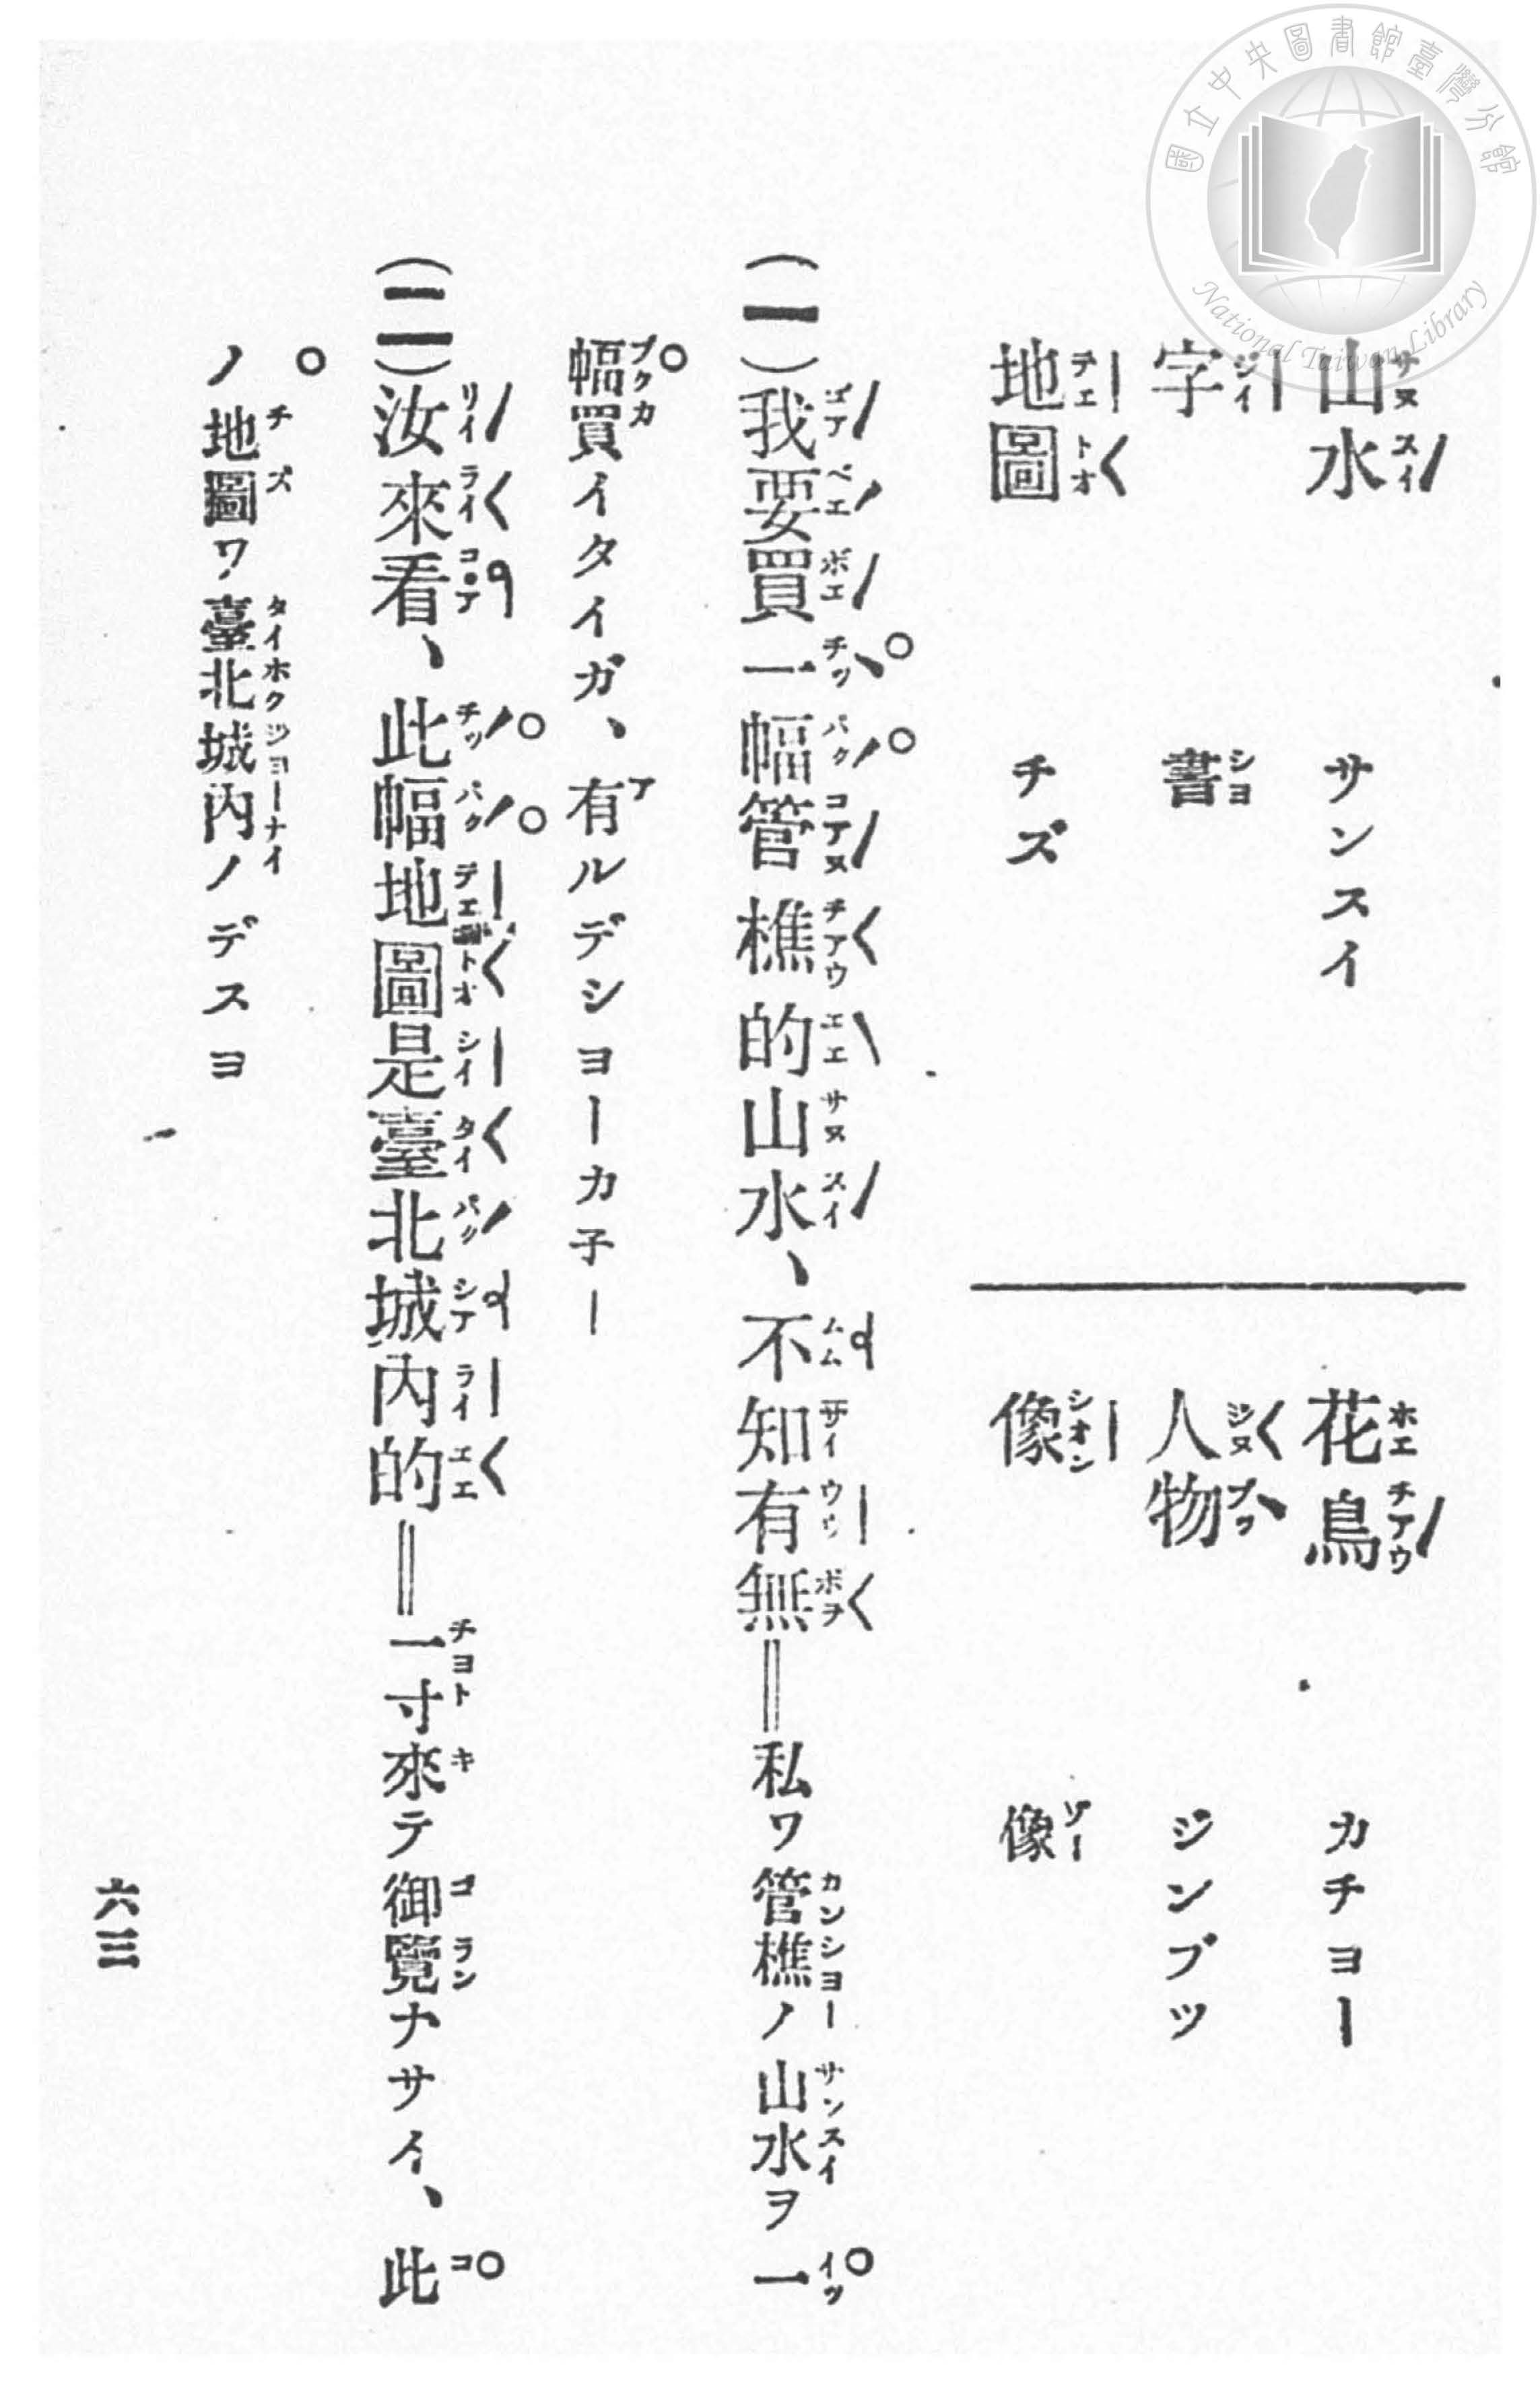 國立中央圖書館臺灣分館
National Taiwan Library
山水 サンスイ
字 書
地圖 チズ
花鳥 カチョー
人物 ジンブツ
像 像
(一)我要買一幅管樵的山水、不知有無‖私ワ管樵ノ山水ヲ一
幅買イタイガ、有ルデショーカ子ー
(二)汝來看、此幅地圖是臺北城內的‖一寸來テ御覽ナサイ、此
ノ地圖ワ臺北城內ノデスヨ
六三